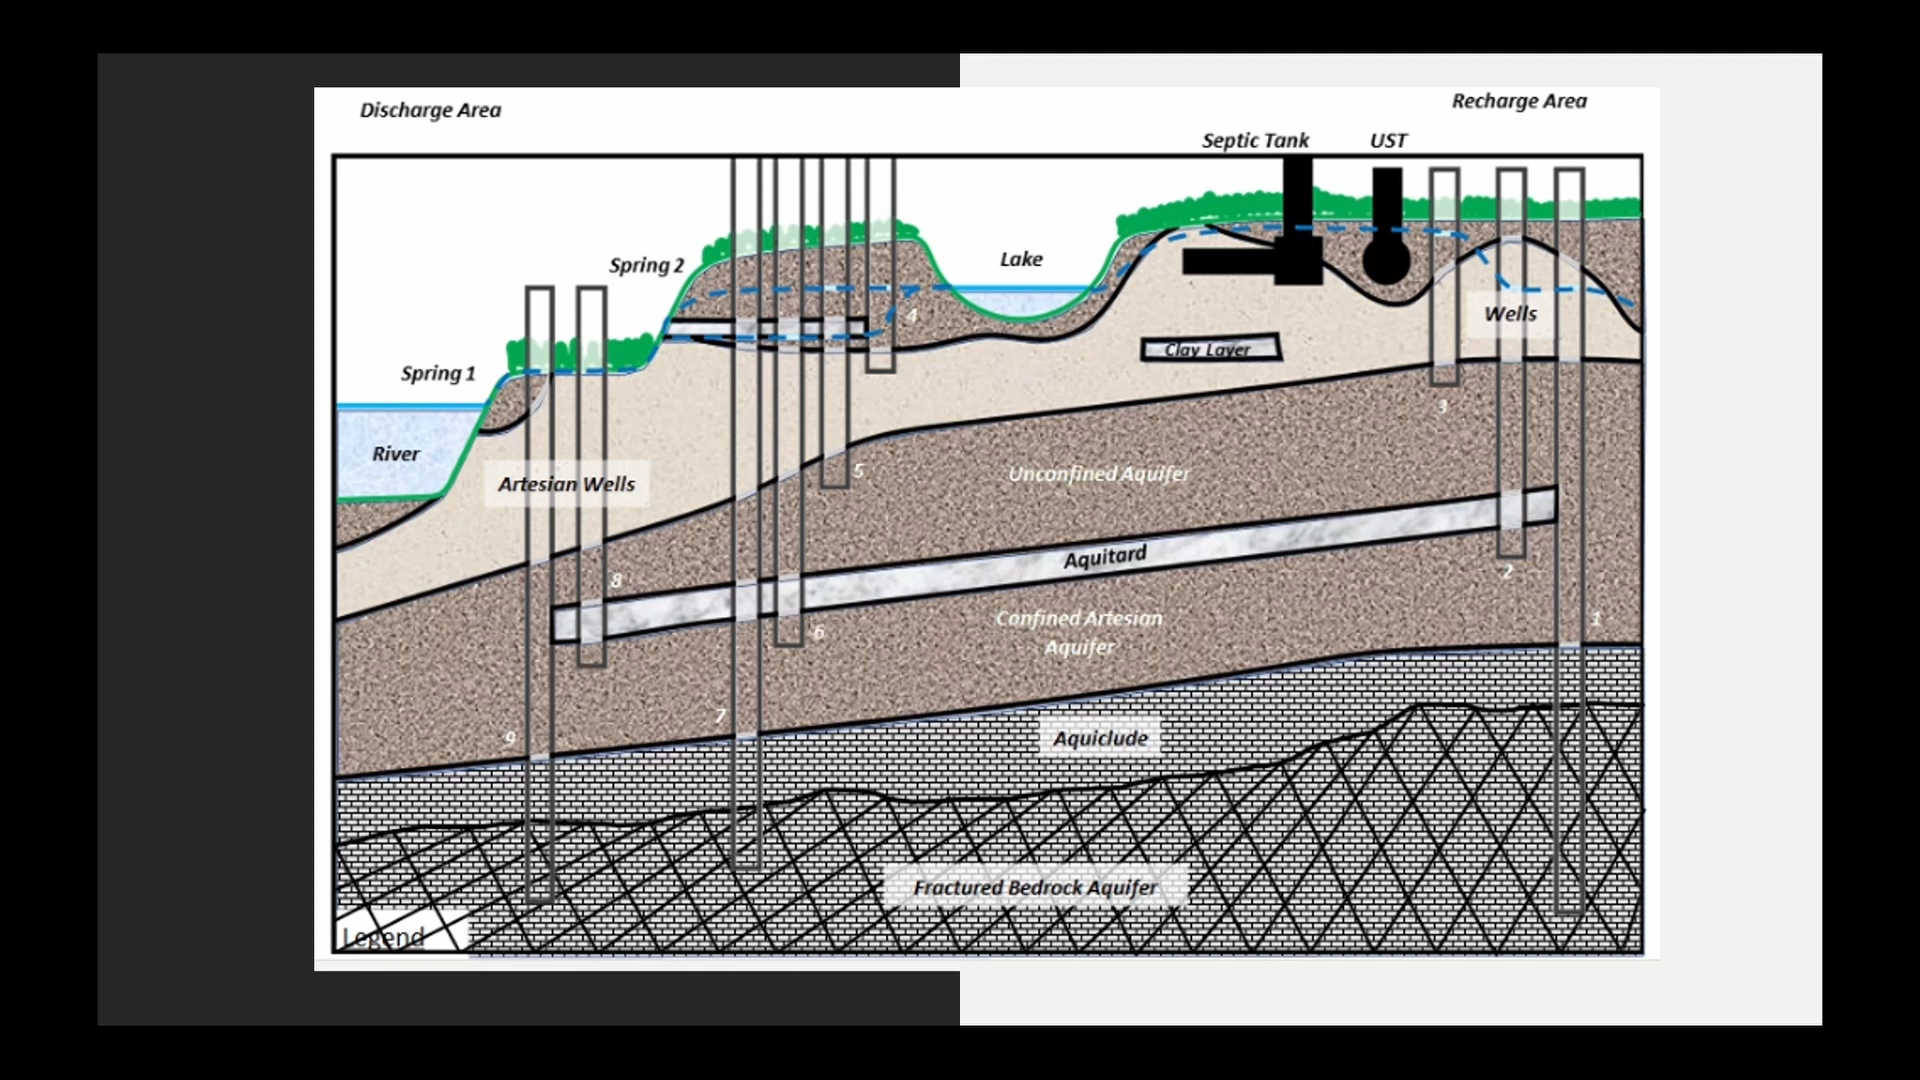 Discharge Area
Recharge Area
Septic Tank
UST
Spring 2
Lake
4
Wells
Clay Layer
Spring 1
3
River
Artesian Wells
5
Unconfined Aquifer
Aquitard
2
8
Confined Artesian
Aquifer
1
6
7
9
Aquiclude
Fractured Bedrock Aquifer
Legend